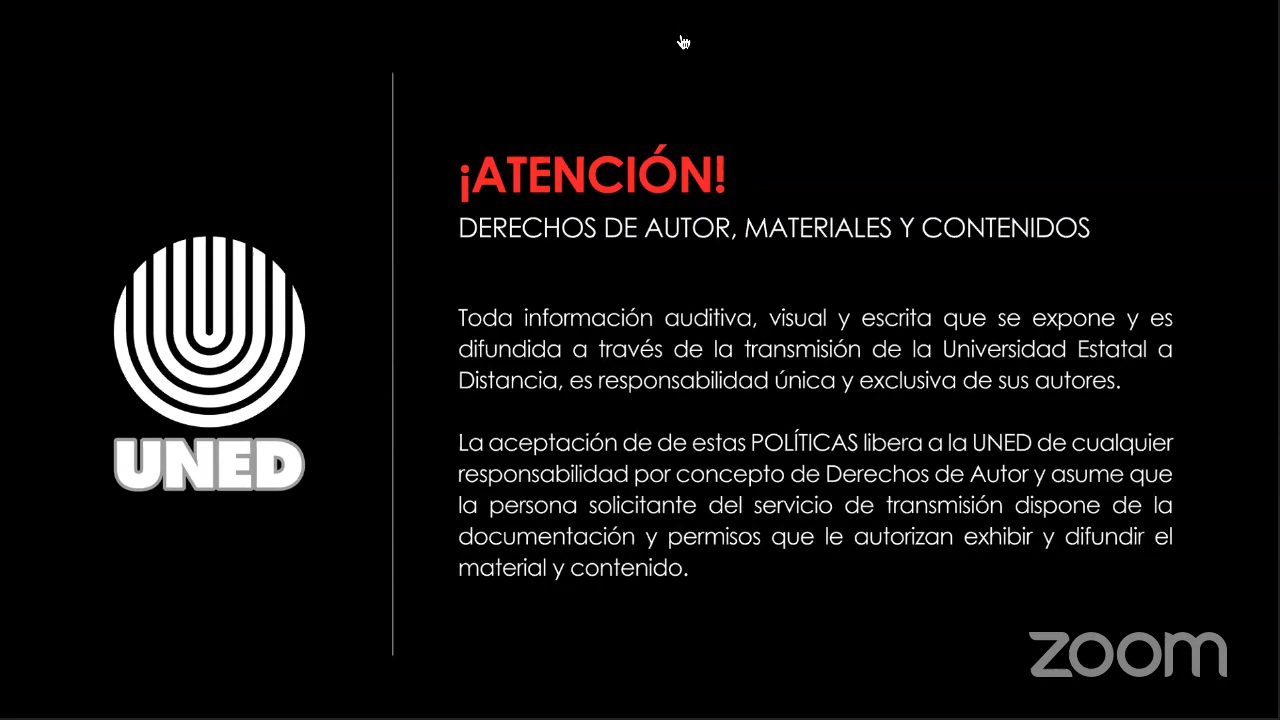 ¡ATENCIÓN!
DERECHOS DE AUTOR, MATERIALES Y CONTENIDOS
Toda información auditiva, visual y escrita que se expone y es
difundida a través de la transmisión de la Universidad Estatal a
Distancia, es responsabilidad única y exclusiva de sus autores.
La aceptación de de estas POLÍTICAS libera a la UNED de cualquier
responsabilidad por concepto de Derechos de Autor y asume que
la persona solicitante del servicio de transmisión dispone de la
documentación y permisos que le autorizan exhibir y difundir el
material y contenido.
UNED
zoom